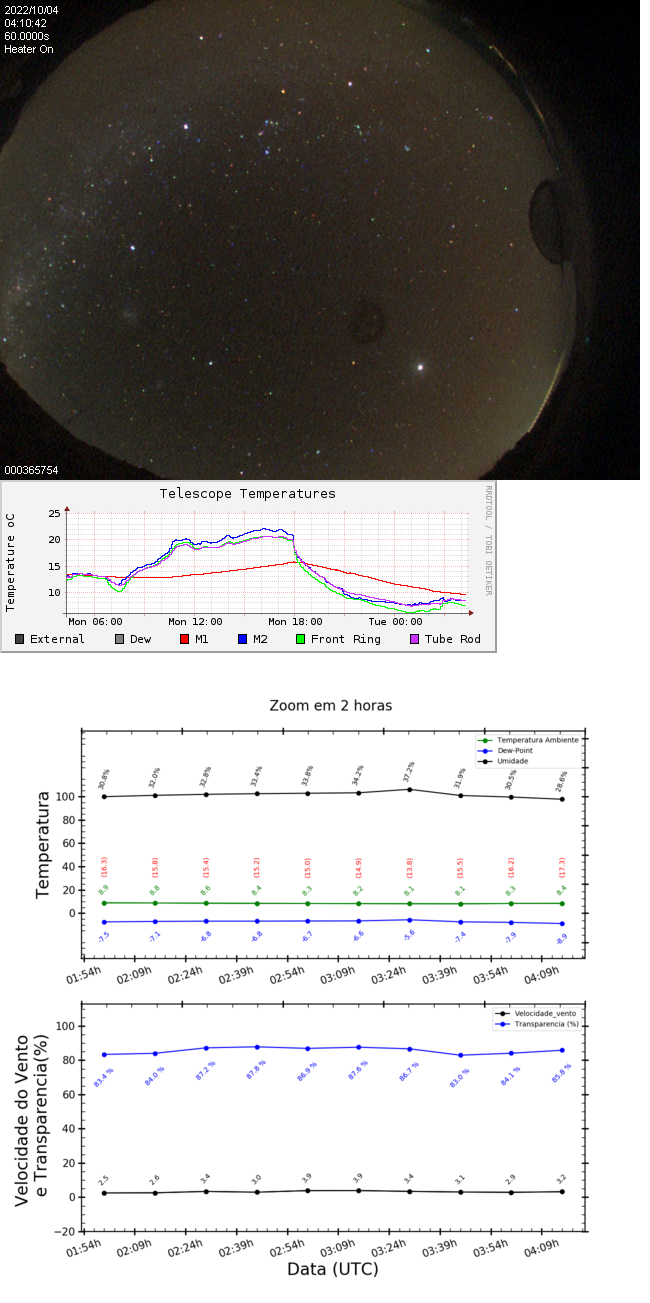 2022/10/04
04:10:42
60.0000s
Heater On
000365754
Telescope Temperatures
RRDTOOL / TOBI OETIKER
Temperature oC
25
20
15
10
Mon 06:00 Mon 12:00 Mon 18:00 Tue 00:00
External Dew M1 M2 Front Ring Tube Rod
Zoom em 2 horas
Temperatura Ambiente
Dew-Point
Umidade
Temperatura
100
80
60
40
20
0
30.8% 32.0% 32.8% 33.4% 33.8% 34.2% 37.2% 31.9% 30.5% 28.6%
(16.3) (15.8) (15.4) (15.2) (15.0) (14.9) (13.8) (15.5) (16.2) (17.3)
8.9 8.8 8.6 8.4 8.3 8.2 8.1 8.1 8.3 8.4
-7.5 -7.1 -6.8 -6.8 -6.7 -6.6 -5.6 -7.4 -7.9 -8.9
01:54h 02:09h 02:24h 02:39h 02:54h 03:09h 03:24h 03:39h 03:54h 04:09h
Velocidade_vento
Transparencia (%)
Velocidade do Vento
e Transparencia(%)
100
80
60
40
20
0
−20
83.4 % 84.0 % 87.2 % 87.8 % 86.9 % 87.6 % 86.7 % 83.0 % 84.1 % 85.8 %
2.5 2.6 3.4 3.0 3.9 3.9 3.4 3.1 2.9 3.2
01:54h 02:09h 02:24h 02:39h 02:54h 03:09h 03:24h 03:39h 03:54h 04:09h
Data (UTC)